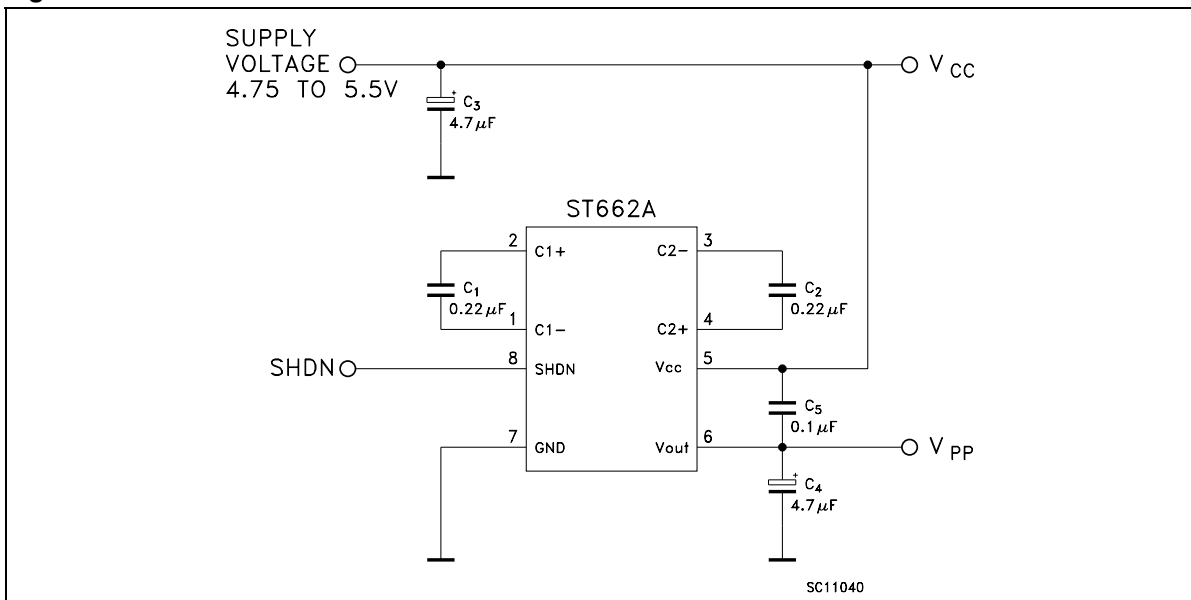 SUPPLY
VOLTAGE
4.75 TO 5.5V
V CC
C3
4.7μF
ST662A
2
C1+
C2-
3
C1
0.22μF
C2
0.22μF
1
C1-
C2+
4
SHDN
8
SHDN
Vcc
5
C5
0.1μF
7
GND
Vout
6
V PP
C4
4.7μF
SC11040